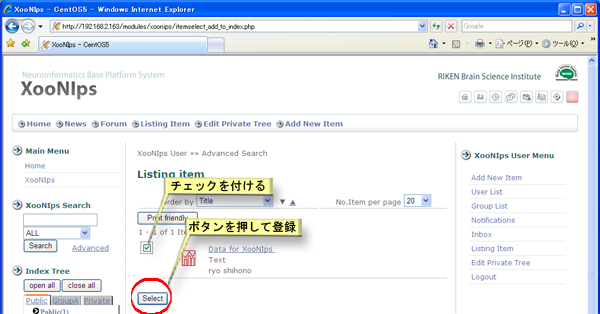 XooNIps - CentOS5 - Windows Internet Explorer
http://192.168.2.163/modules/xoonips/itemselect_add_to_index.php
Google
XooNIps - CentOS5
ページ(P)
ツール(O)
Neuroinformatics Base Platform System
XooNIps
RIKEN Brain Science Institute
Home
News
Forum
Listing Item
Edit Private Tree
Add New Item
Main Menu
Home
XooNIps
XooNIps Search
ALL
Search
Advanced
Index Tree
open all
close all
Public
GroupA
Private
Public(1)
XooNIps User »» Advanced Search
Listing item
チェックを付ける
order by
Title
No.Item per page
20
Print friendly
ボタンを押して登録
1 - 1 of 1 Item
Data for XooNIps
Text
ryo shihono
Select
XooNIps User Menu
Add New Item
User List
Group List
Notifications
Inbox
Listing Item
Edit Private Tree
Logout